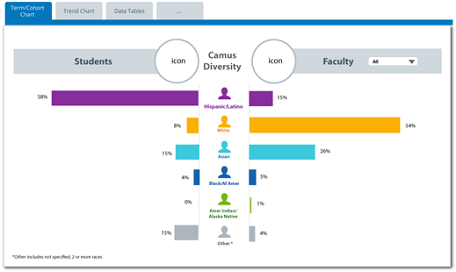 Term/Cohort
Chart
Trend Chart
Data Tables
...
Students
icon
Camus
Diversity
icon
Faculty
All
58%
Hispanic/Latino
15%
8%
White
54%
15%
Asian
26%
4%
Black/Af Amer
3%
0%
Amer Indian/
Alaska Native
1%
15%
Other *
4%
*Other includes not specified, 2 or more races